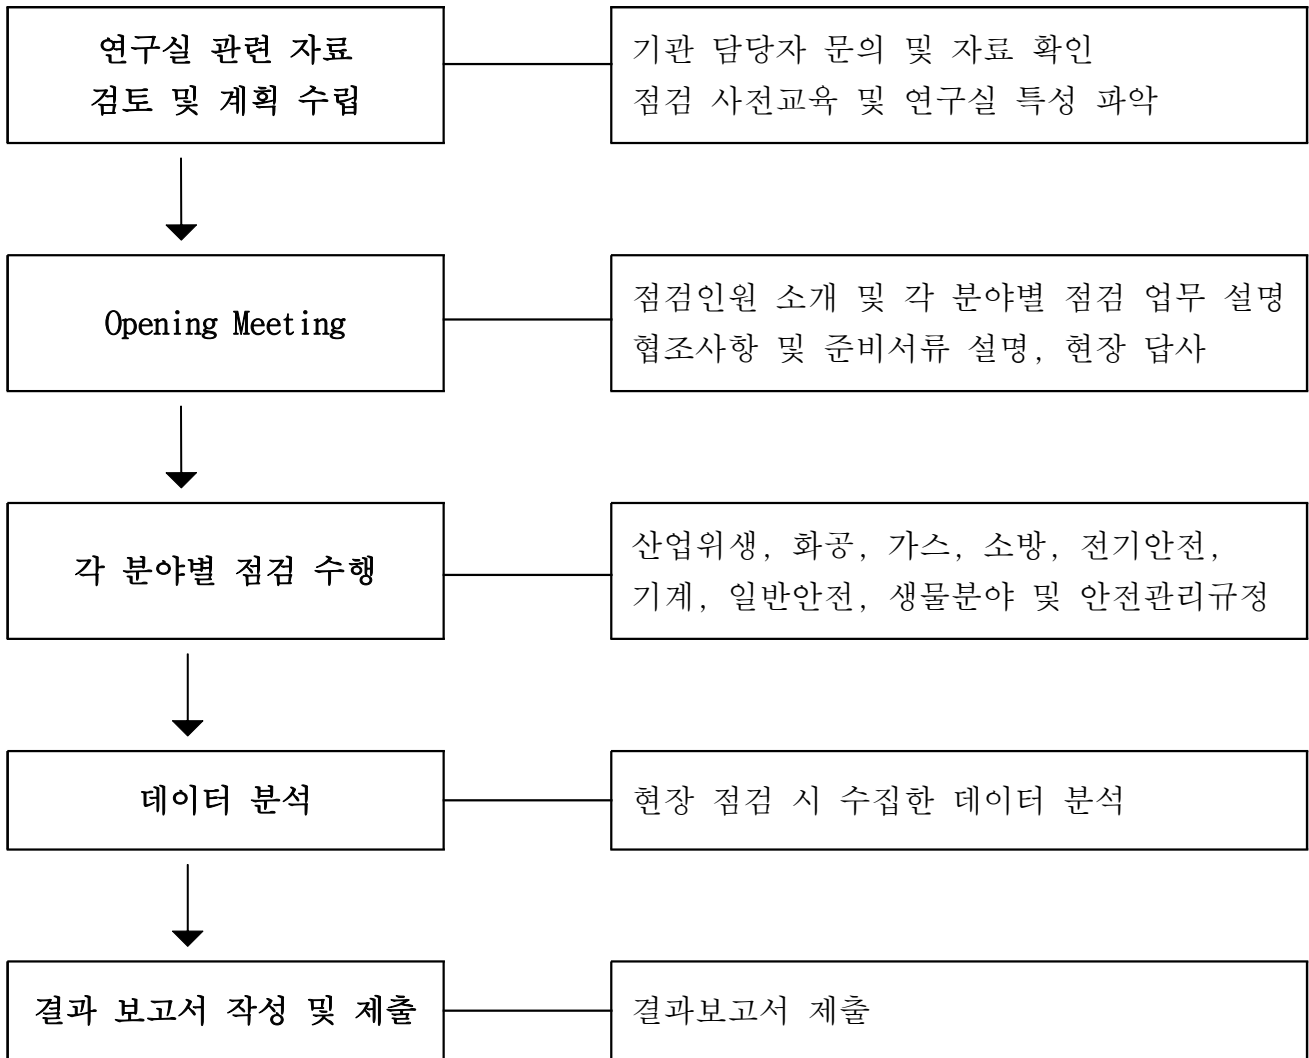 연구실 관련 자료
검토 및 계획 수립
기관 담당자 문의 및 자료 확인
점검 사전교육 및 연구실 특성 파악
Opening Meeting
점검인원 소개 및 각 분야별 점검 업무 설명
협조사항 및 준비서류 설명, 현장 답사
각 분야별 점검 수행
산업위생, 화공, 가스, 소방, 전기안전,
기계, 일반안전, 생물분야 및 안전관리규정
데이터 분석
현장 점검 시 수집한 데이터 분석
결과 보고서 작성 및 제출
결과보고서 제출